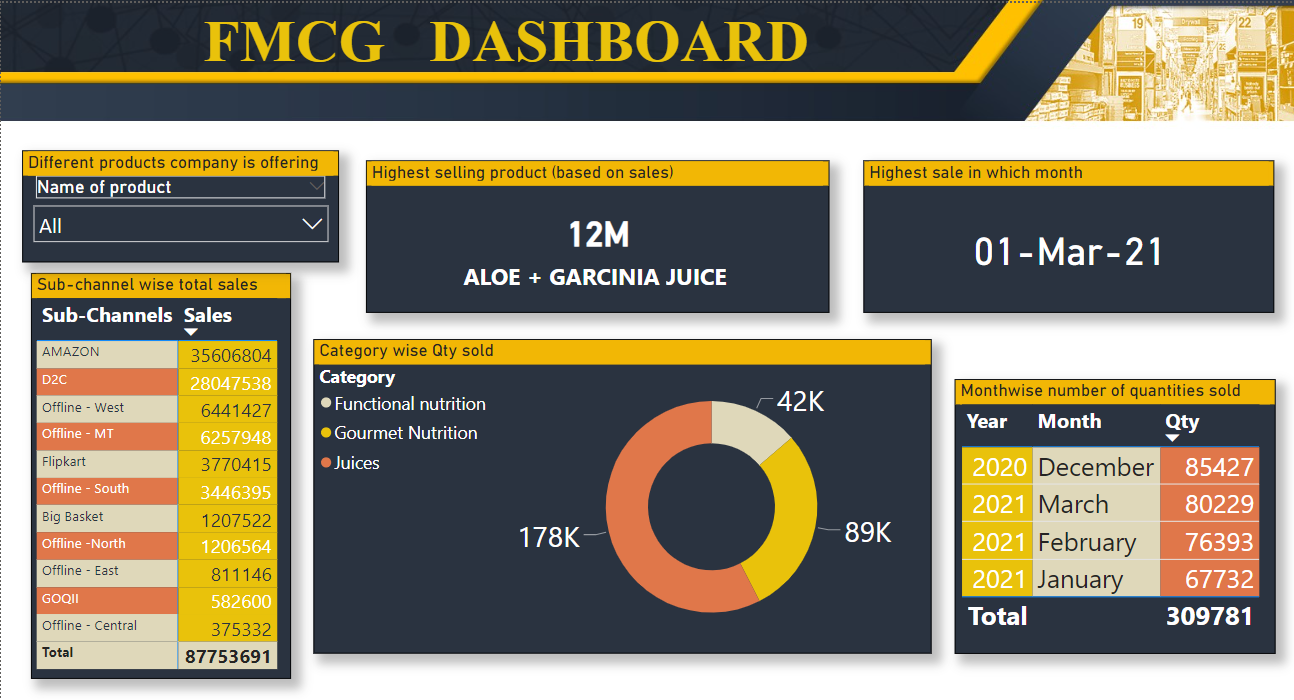 FMCG DASHBOARD
19
22
Different products company is offering
Name of product
All
Highest selling product (based on sales)
12M
ALOE + GARCINIA JUICE
Highest sale in which month
01-Mar-21
Sub-channel wise total sales
Sub-Channels Sales
AMAZON 35606804
D2C 28047538
Offline - West 6441427
Offline - MT 6257948
Flipkart 3770415
Offline - South 3446395
Big Basket 1207522
Offline -North 1206564
Offline - East 811146
GOQII 582600
Offline - Central 375332
Total 87753691
Category wise Qty sold
Category
Functional nutrition
Gourmet Nutrition
Juices
42K
89K
178K
Monthwise number of quantities sold
Year Month Qty
2020 December 85427
2021 March 80229
2021 February 76393
2021 January 67732
Total 309781